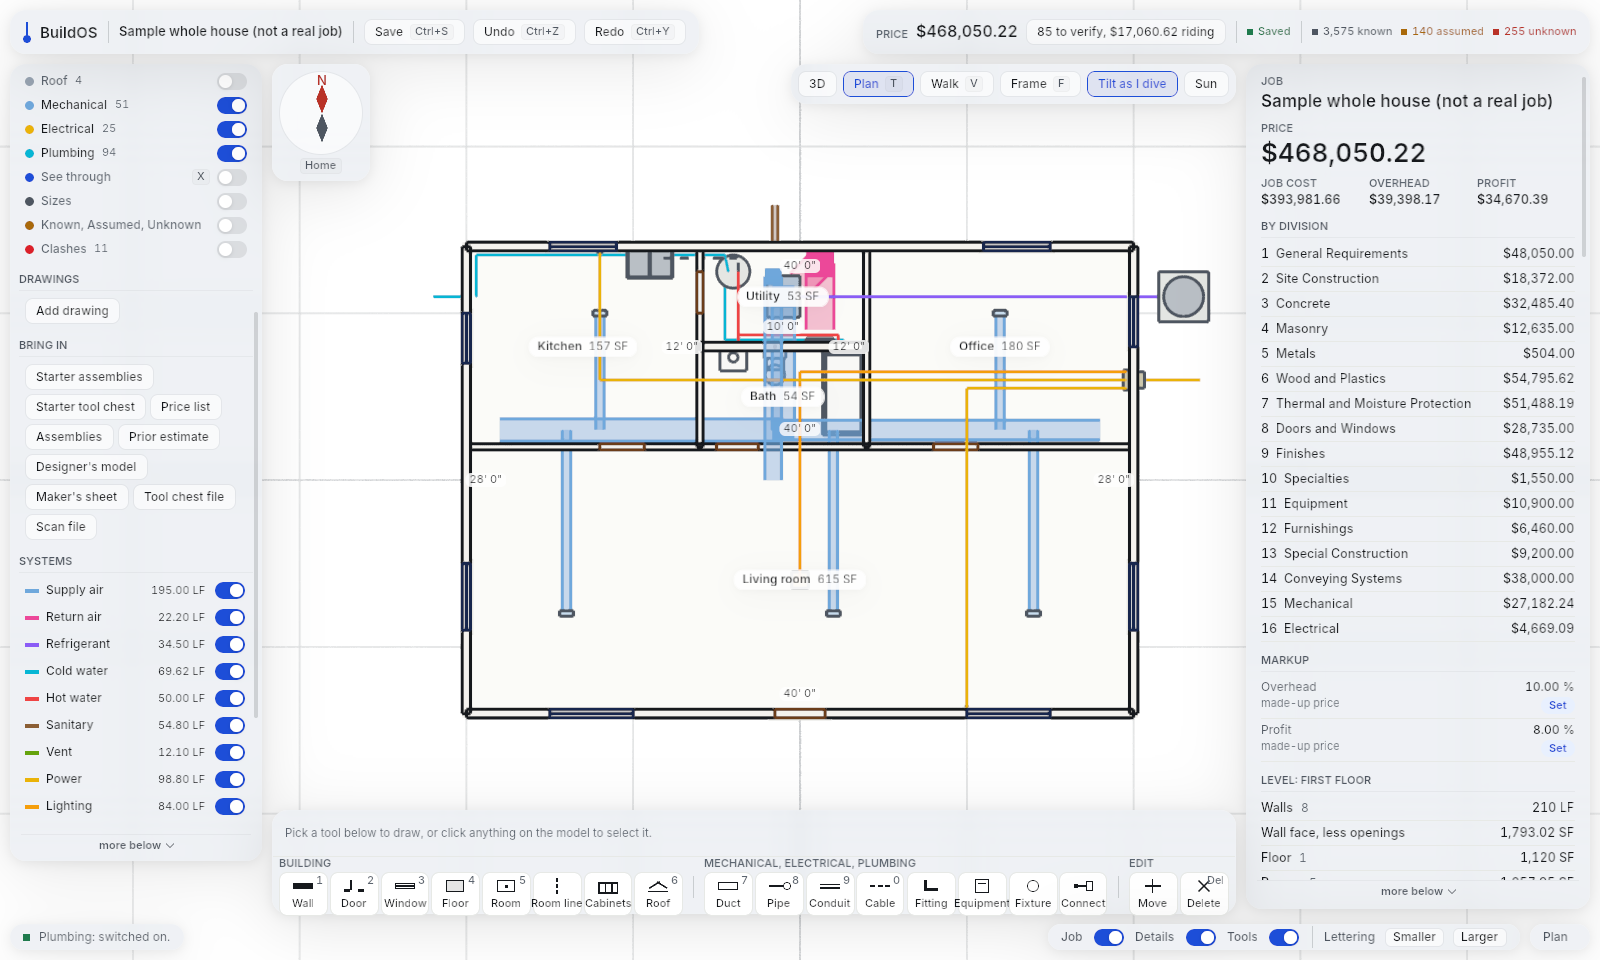 BuildOS
Sample whole house (not a real job)
Save Ctrl+S
Undo Ctrl+Z
Redo Ctrl+Y
PRICE $468,050.22
85 to verify, $17,060.62 riding
Saved
3,575 known
140 assumed
255 unknown
Roof 4
Mechanical 51
Electrical 25
Plumbing 94
See through X
Sizes
Known, Assumed, Unknown
Clashes 11
DRAWINGS
Add drawing
BRING IN
Starter assemblies
Starter tool chest
Price list
Assemblies
Prior estimate
Designer's model
Maker's sheet
Tool chest file
Scan file
SYSTEMS
Supply air 195.00 LF
Return air 22.20 LF
Refrigerant 34.50 LF
Cold water 69.62 LF
Hot water 50.00 LF
Sanitary 54.80 LF
Vent 12.10 LF
Power 98.80 LF
Lighting 84.00 LF
more below
Plumbing: switched on.
N
Home
3D
Plan T
Walk V
Frame F
Tilt as I dive
Sun
40' 0"
Utility 53 SF
10' 0"
Kitchen 157 SF
12' 0"
12' 0"
Office 180 SF
Bath 54 SF
40' 0"
28' 0"
28' 0"
Living room 615 SF
40' 0"
Pick a tool below to draw, or click anything on the model to select it.
BUILDING
Wall 1
Door 2
Window 3
Floor 4
Room 5
Room line
Cabinets
Roof 6
MECHANICAL, ELECTRICAL, PLUMBING
Duct 7
Pipe 8
Conduit 9
Cable 0
Fitting
Equipment
Fixture
Connect
EDIT
Move
Delete Del
JOB
Sample whole house (not a real job)
PRICE
$468,050.22
JOB COST OVERHEAD PROFIT
$393,981.66 $39,398.17 $34,670.39
BY DIVISION
1 General Requirements $48,050.00
2 Site Construction $18,372.00
3 Concrete $32,485.40
4 Masonry $12,635.00
5 Metals $504.00
6 Wood and Plastics $54,795.62
7 Thermal and Moisture Protection $51,488.19
8 Doors and Windows $28,735.00
9 Finishes $48,955.12
10 Specialties $1,550.00
11 Equipment $10,900.00
12 Furnishings $6,460.00
13 Special Construction $9,200.00
14 Conveying Systems $38,000.00
15 Mechanical $27,182.24
16 Electrical $4,669.09
MARKUP
Overhead 10.00 %
made-up price Set
Profit 8.00 %
made-up price Set
LEVEL: FIRST FLOOR
Walls 8 210 LF
Wall face, less openings 1,793.02 SF
Floor 1 1,120 SF
more below
Job
Details
Tools
Lettering
Smaller
Larger
Plan